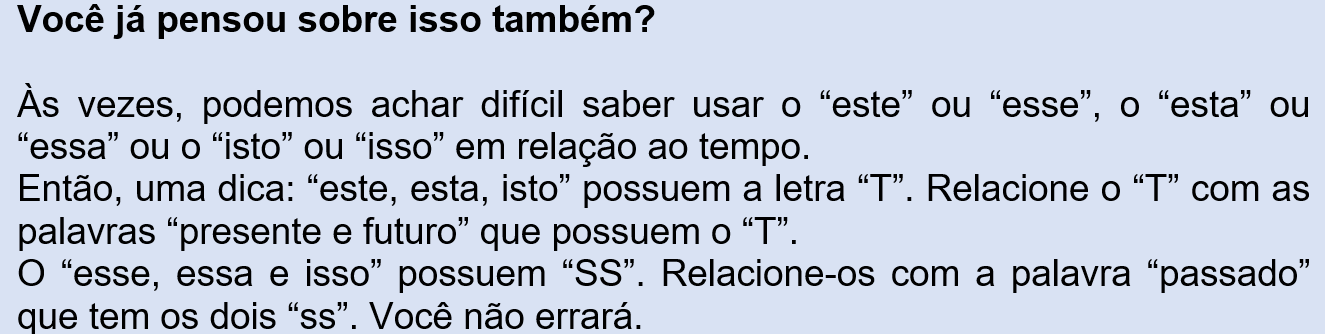 Você já pensou sobre isso também?
Às vezes, podemos achar difícil saber usar o “este” ou “esse”, o “esta” ou
“essa” ou o “isto” ou “isso” em relação ao tempo.
Então, uma dica: “este, esta, isto” possuem a letra “T”. Relacione o “T” com as
palavras “presente e futuro” que possuem o “T”.
O “esse, essa e isso” possuem “SS”. Relacione-os com a palavra “passado”
que tem os dois “ss”. Você não errará.